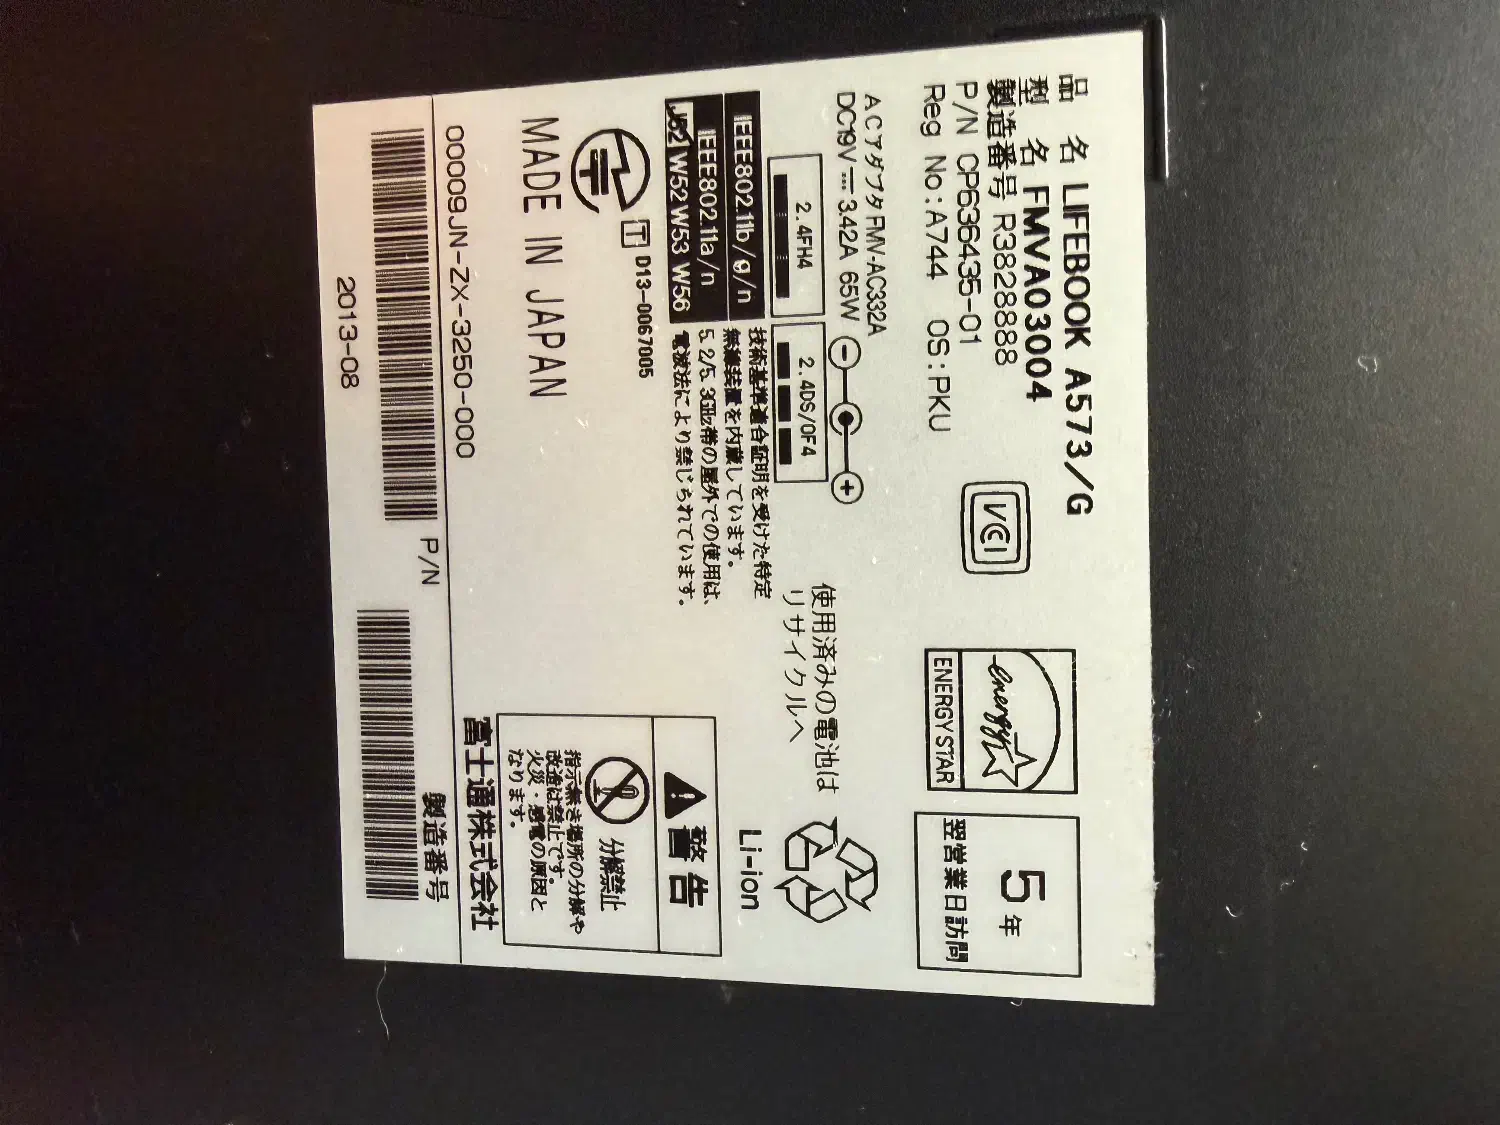 品 名 LIFEBOOK A573/G
型 名 FMVA03004
製造番号 R3828888
P/N CP636435-01
Reg No:A744 OS:PKU
VCI
energy
ENERGY STAR
5年
翌営業日訪問
ACアダプタ FMV-AC332A
DC19V 3.42A 65W
- +
2.4FH4
2.4DS/OF4
使用済みの電池は
リサイクルへ
Li-ion
IEEE802.11b/g/n
IEEE802.11a/n
J52 W52 W53 W56
技術基準適合証明を受けた特定
無線装置を内蔵しています。
5.2/5.3GHz帯の屋外での使用は、
電波法により禁じられています。
T D13-0067005
MADE IN JAPAN
警告
分解禁止
指示無き場所の分解や
改造は禁止です。
火災・感電の原因と
なります。
富士通株式会社
00009JN-ZX-3250-000
P/N
製造番号
2013-08